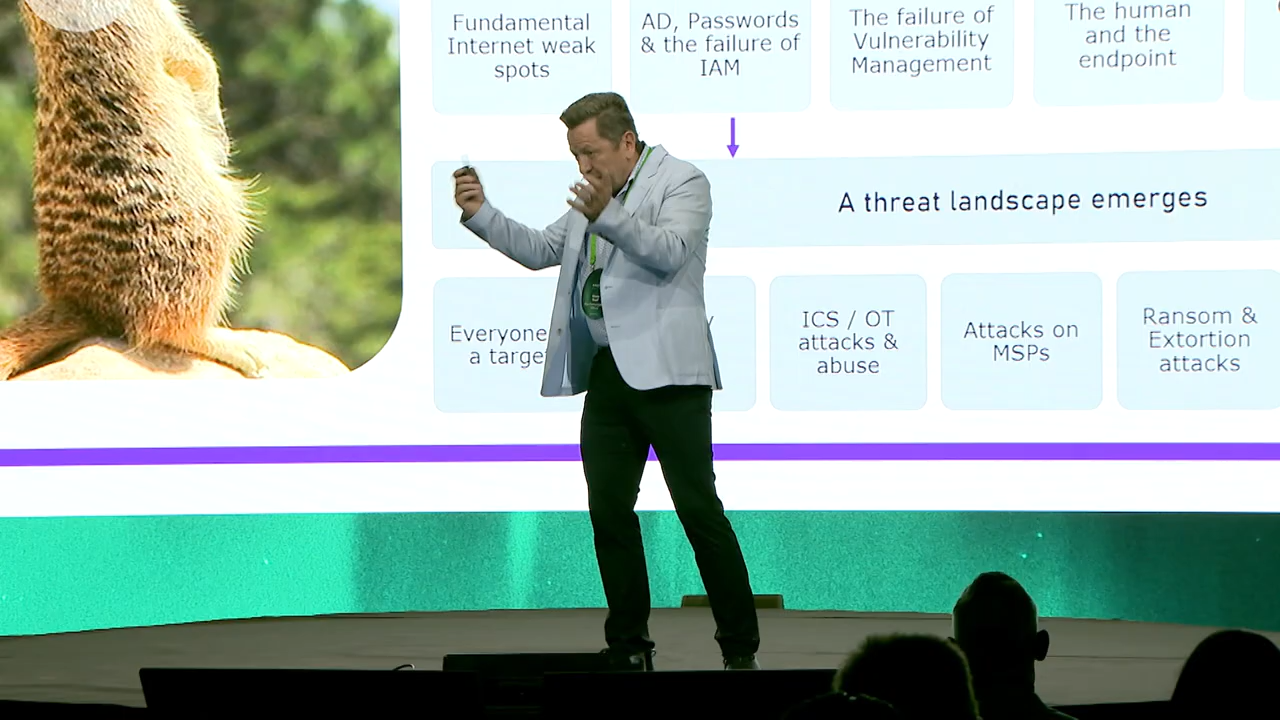 Fundamental
Internet weak
spots
AD, Passwords
& the failure of
IAM
The failure of
Vulnerability
Management
The human
and the
endpoint
A threat landscape emerges
Everyone
a
ICS / OT
attacks &
abuse
Attacks on
MSPs
Ransom &
Extortion
attacks